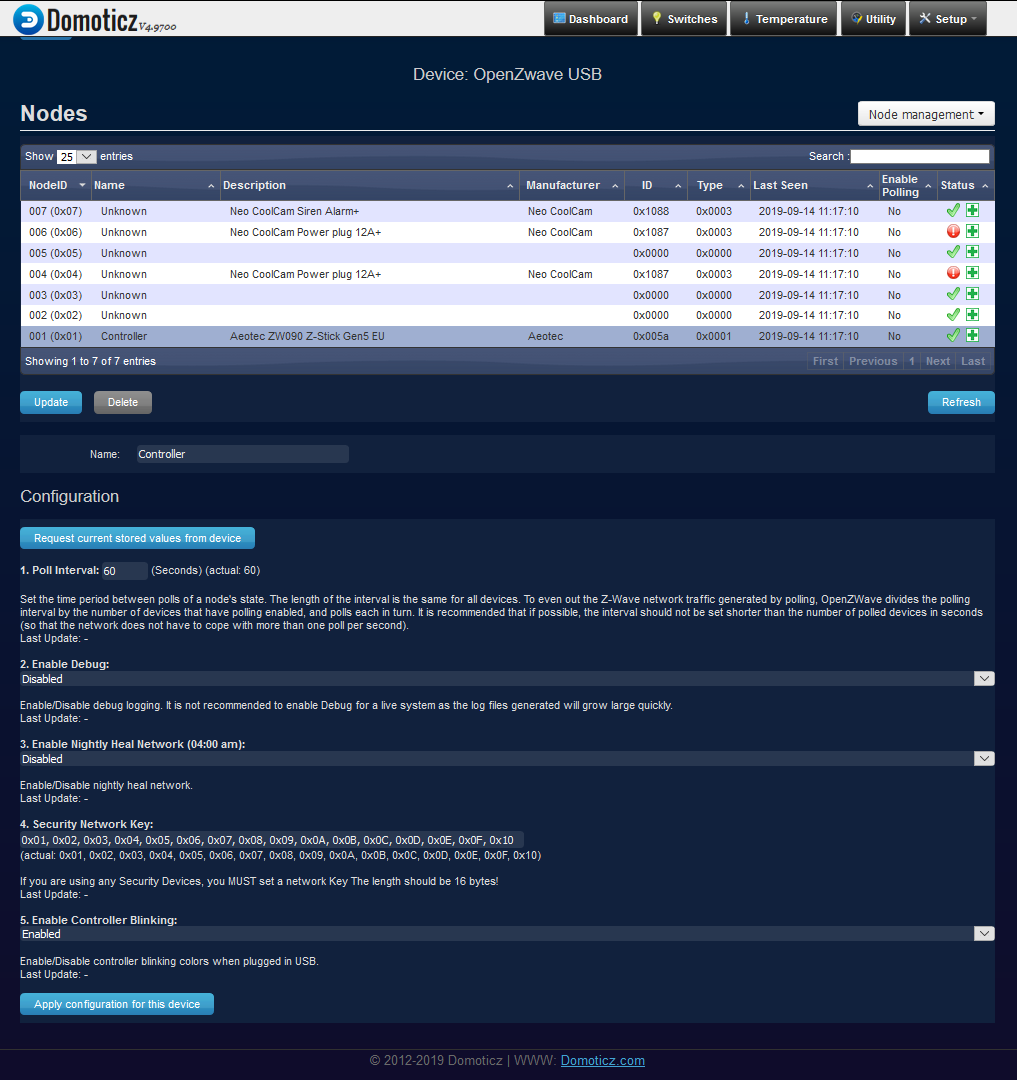 Domoticz V4.9700
Dashboard Switches Temperature Utility Setup
Device: OpenZwave USB
Nodes
Node management
Show 25 entries Search :
NodeID Name Description Manufacturer ID Type Last Seen Enable Polling Status
007 (0x07) Unknown Neo CoolCam Siren Alarm+ Neo CoolCam 0x1088 0x0003 2019-09-14 11:17:10 No
006 (0x06) Unknown Neo CoolCam Power plug 12A+ Neo CoolCam 0x1087 0x0003 2019-09-14 11:17:10 No
005 (0x05) Unknown 0x0000 0x0000 2019-09-14 11:17:10 No
004 (0x04) Unknown Neo CoolCam Power plug 12A+ Neo CoolCam 0x1087 0x0003 2019-09-14 11:17:10 No
003 (0x03) Unknown 0x0000 0x0000 2019-09-14 11:17:10 No
002 (0x02) Unknown 0x0000 0x0000 2019-09-14 11:17:10 No
001 (0x01) Controller Aeotec ZW090 Z-Stick Gen5 EU Aeotec 0x005a 0x0001 2019-09-14 11:17:10 No
Showing 1 to 7 of 7 entries First Previous 1 Next Last
Update Delete Refresh
Name: Controller
Configuration
Request current stored values from device
1. Poll Interval: 60 (Seconds) (actual: 60)
Set the time period between polls of a node's state. The length of the interval is the same for all devices. To even out the Z-Wave network traffic generated by polling, OpenZWave divides the polling
interval by the number of devices that have polling enabled, and polls each in turn. It is recommended that if possible, the interval should not be set shorter than the number of polled devices in seconds
(so that the network does not have to cope with more than one poll per second).
Last Update: -
2. Enable Debug:
Disabled
Enable/Disable debug logging. It is not recommended to enable Debug for a live system as the log files generated will grow large quickly.
Last Update: -
3. Enable Nightly Heal Network (04:00 am):
Disabled
Enable/Disable nightly heal network.
Last Update: -
4. Security Network Key:
0x01, 0x02, 0x03, 0x04, 0x05, 0x06, 0x07, 0x08, 0x09, 0x0A, 0x0B, 0x0C, 0x0D, 0x0E, 0x0F, 0x10
(actual: 0x01, 0x02, 0x03, 0x04, 0x05, 0x06, 0x07, 0x08, 0x09, 0x0A, 0x0B, 0x0C, 0x0D, 0x0E, 0x0F, 0x10)
If you are using any Security Devices, you MUST set a network Key The length should be 16 bytes!
Last Update: -
5. Enable Controller Blinking:
Enabled
Enable/Disable controller blinking colors when plugged in USB.
Last Update: -
Apply configuration for this device
© 2012-2019 Domoticz | WWW: Domoticz.com